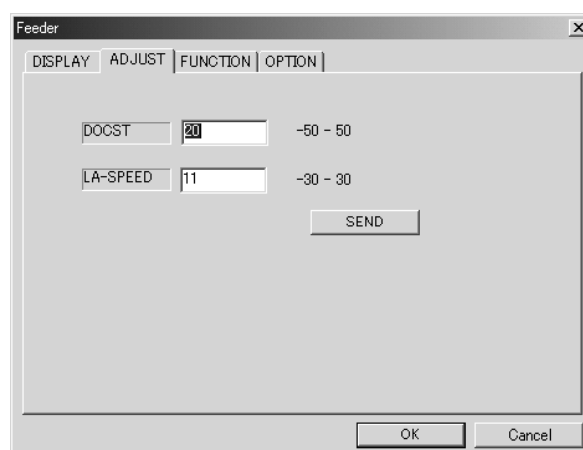 Feeder
DISPLAY ADJUST FUNCTION OPTION
DOCST 20 -50 - 50
LA-SPEED 11 -30 - 30
SEND
OK Cancel